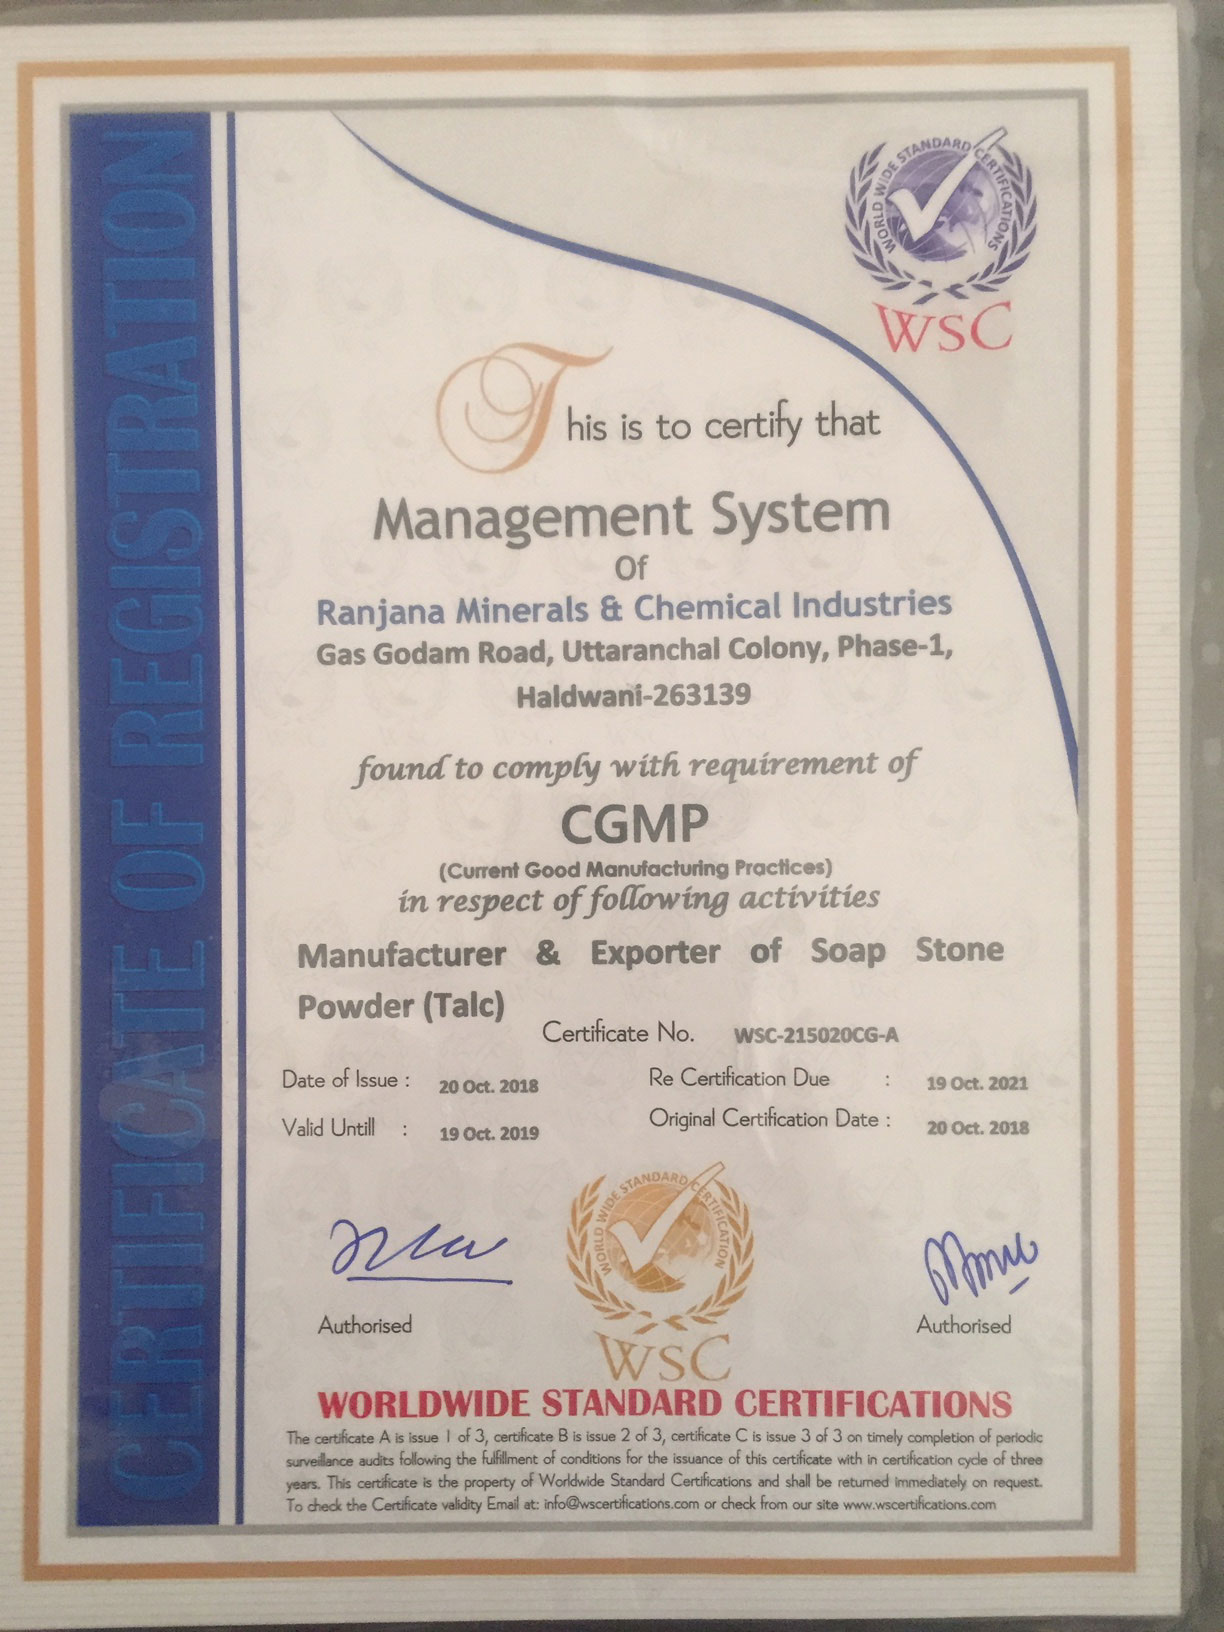 CERTIFICATE OF REGISTRATION
WORLD WIDE STANDARD CERTIFICATIONS
WSC
This is to certify that
Management System
Of
Ranjana Minerals & Chemical Industries
Gas Godam Road, Uttaranchal Colony, Phase-1,
Haldwani-263139
found to comply with requirement of
CGMP
(Current Good Manufacturing Practices)
in respect of following activities
Manufacturer & Exporter of Soap Stone
Powder (Talc)
Certificate No. WSC-215020CG-A
Date of Issue : 20 Oct. 2018 Re Certification Due : 19 Oct. 2021
Valid Untill : 19 Oct. 2019 Original Certification Date : 20 Oct. 2018
WORLD WIDE STANDARD CERTIFICATION
Authorised Authorised
WSC
WORLDWIDE STANDARD CERTIFICATIONS
The certificate A is issue 1 of 3, certificate B is issue 2 of 3, certificate C is issue 3 of 3 on timely completion of periodic
surveillance audits following the fulfillment of conditions for the issuance of this certificate with in certification cycle of three
years. This certificate is the property of Worldwide Standard Certifications and shall be returned immediately on request.
To check the Certificate validity Email at: info@wscertifications.com or check from our site www.wscertifications.com